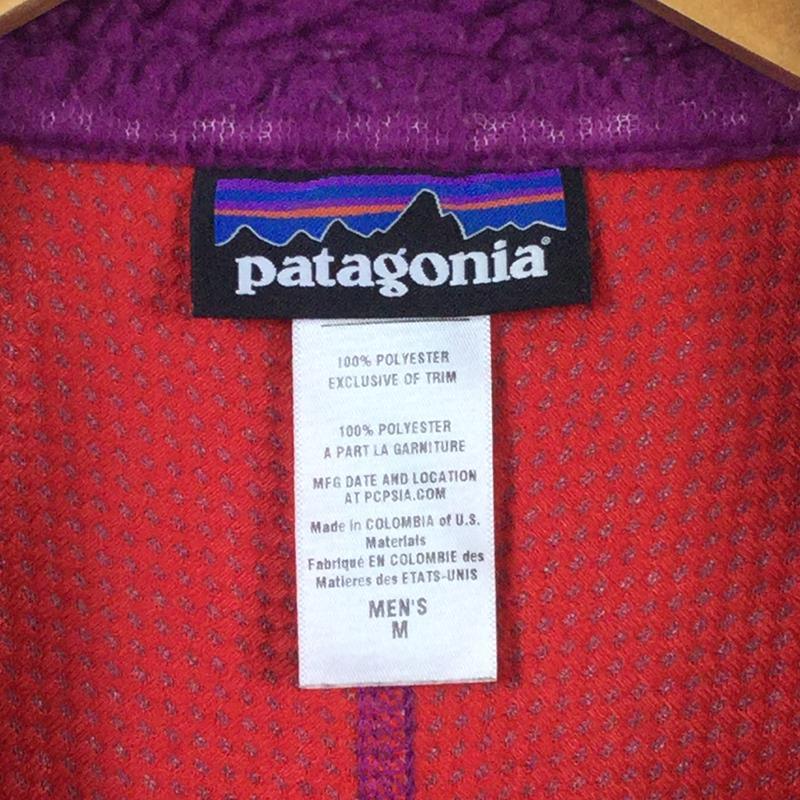 patagonia®
100% POLYESTER
EXCLUSIVE OF TRIM
100% POLYESTER
A PART LA GARNITURE
MFG DATE AND LOCATION
AT PCPSIA.COM
Made in COLOMBIA of U.S.
Materials
Fabriqué EN COLOMBIE des
Matieres des ETATS-UNIS
MEN'S
M